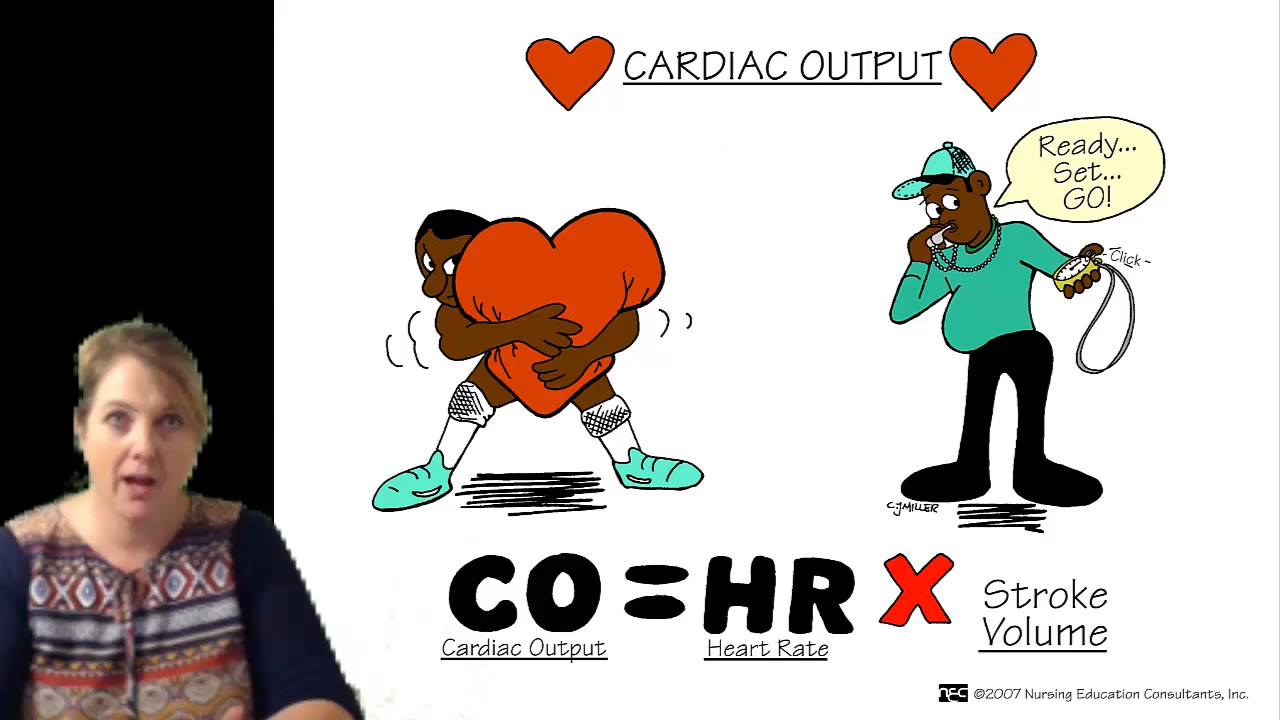 CARDIAC OUTPUT
Ready...
Set...
GO!
-Click-
C.J.MILLER
CO=HR X Stroke Volume
Cardiac Output
Heart Rate
nec ©2007 Nursing Education Consultants, Inc.